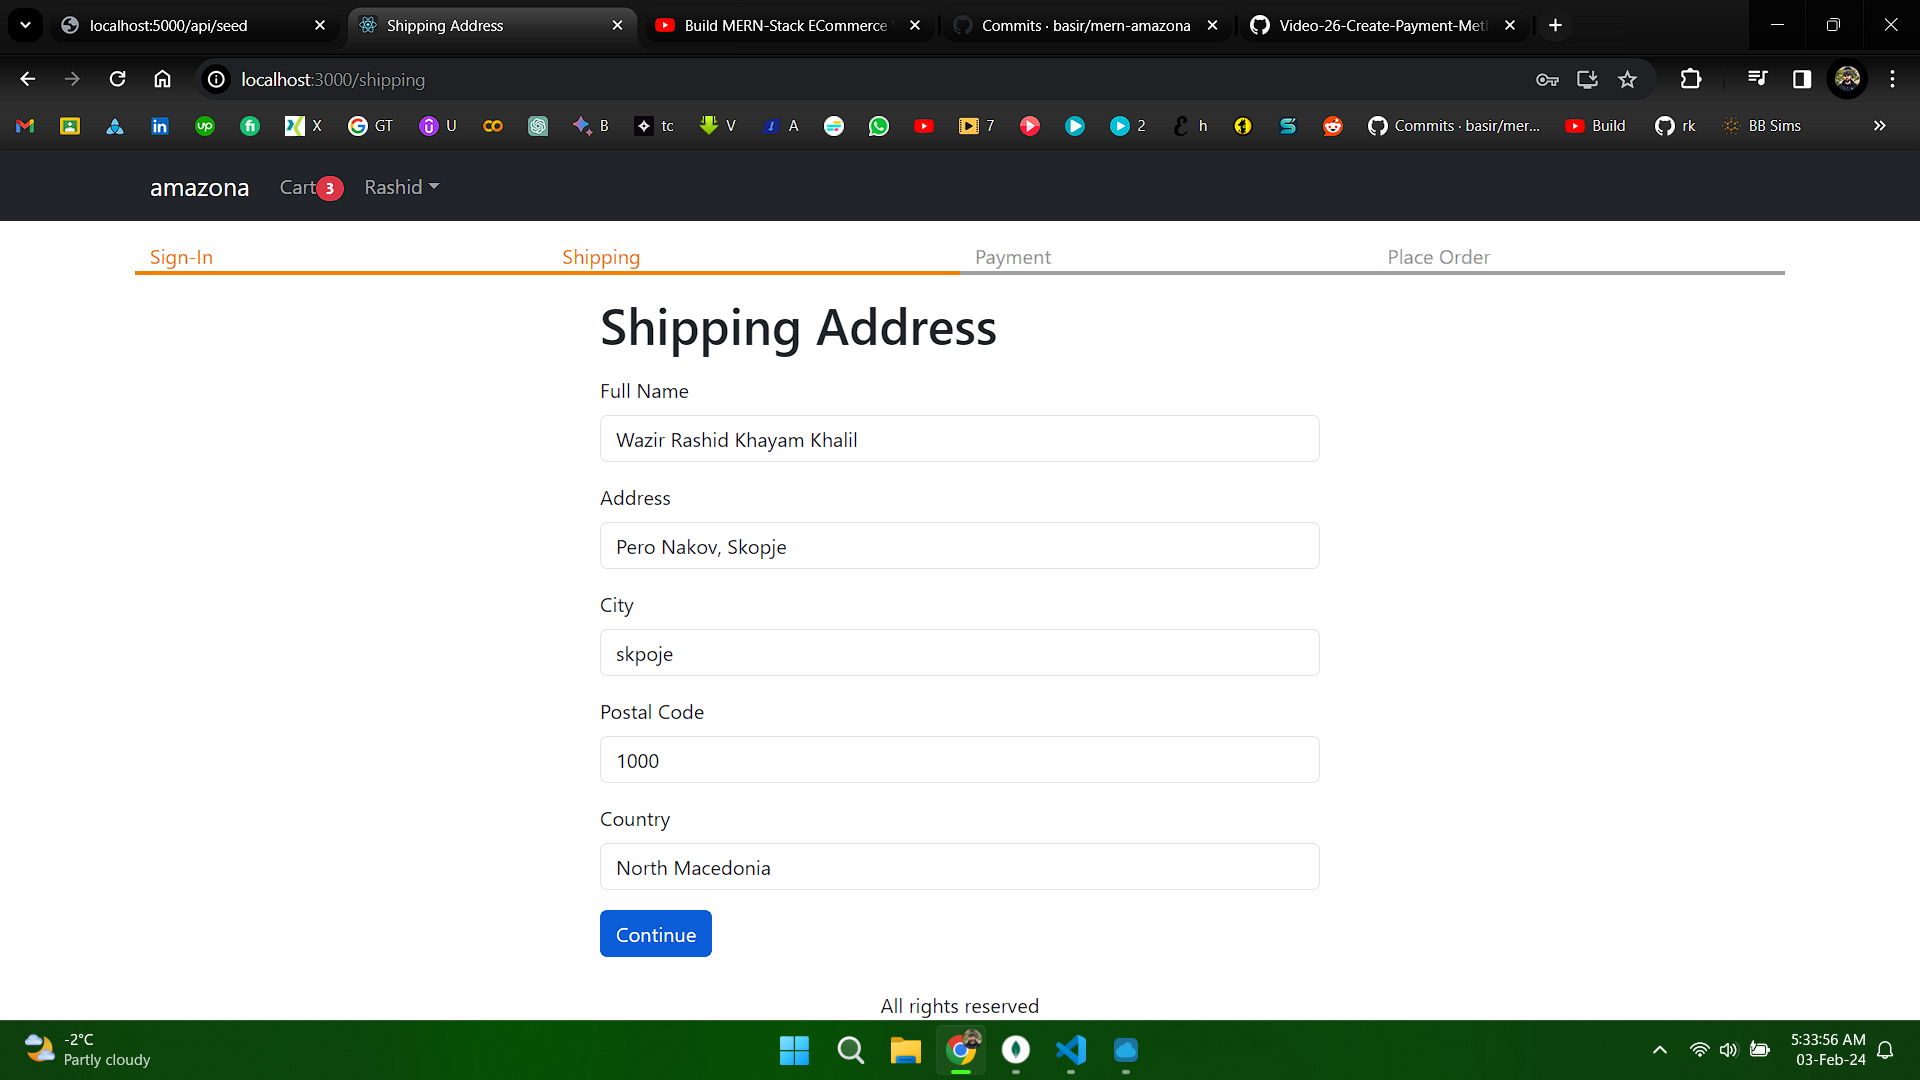 localhost:5000/api/seed
Shipping Address
Build MERN-Stack ECommerce
Commits · basir/mern-amazona
Video-26-Create-Payment-Met
localhost:3000/shipping
X GT U B tc V A 7 2 h Commits · basir/mer... Build rk BB Sims
amazona Cart 3 Rashid
Sign-In Shipping Payment Place Order
Shipping Address
Full Name
Wazir Rashid Khayam Khalil
Address
Pero Nakov, Skopje
City
skpoje
Postal Code
1000
Country
North Macedonia
Continue
All rights reserved
-2°C
Partly cloudy
5:33:56 AM
03-Feb-24